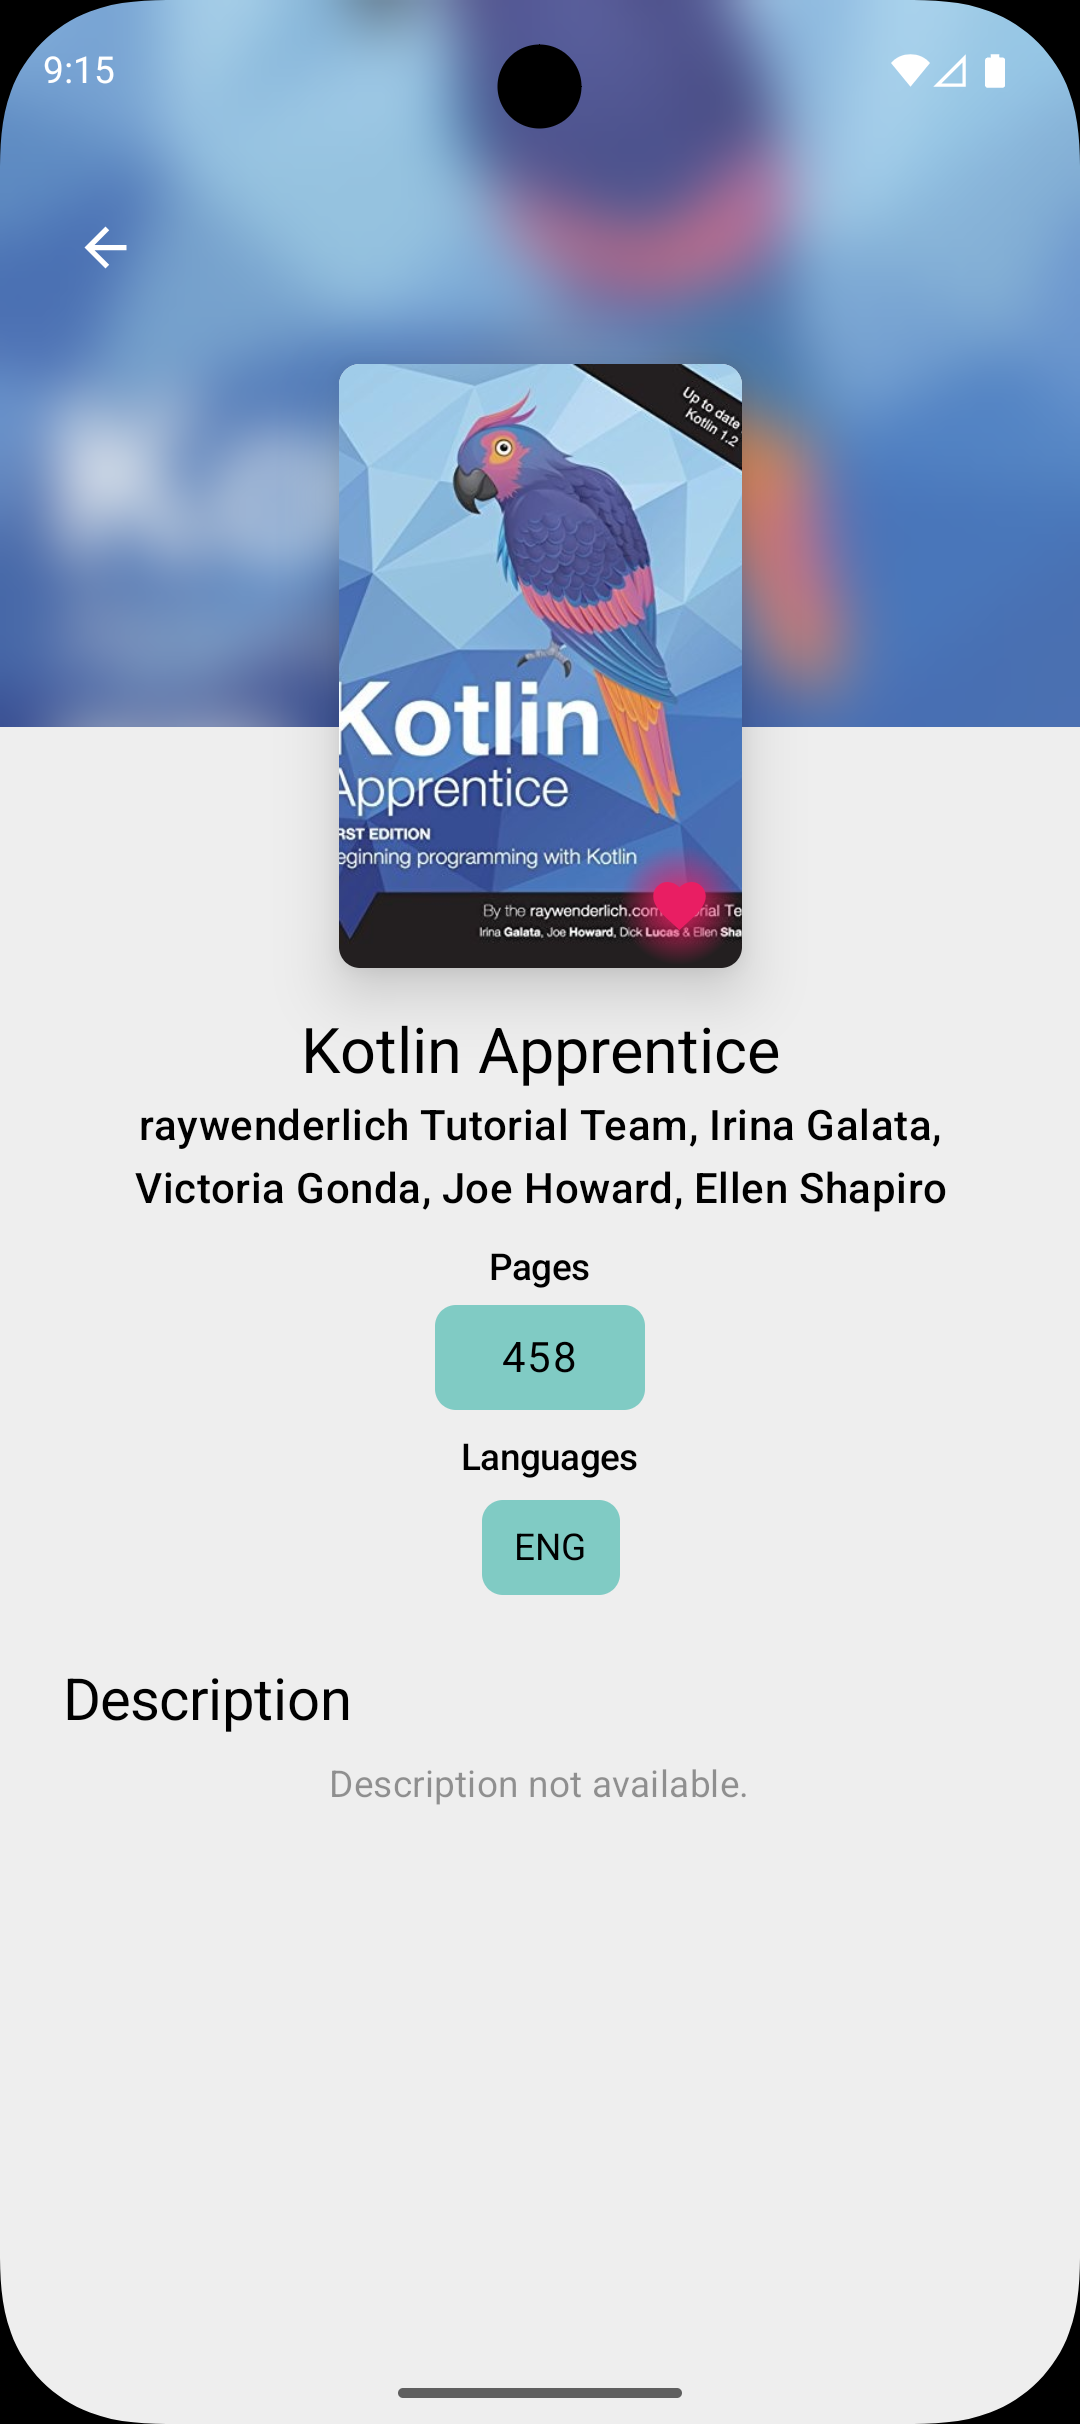 9:15
Up to date
Kotlin 1.2
Kotlin
Apprentice
RST EDITION
eginning programming with Kotlin
By the raywenderlich.com rial Te
Irina Galata, Joe Howard, Dick Lucas & Ellen Sha
Kotlin Apprentice
raywenderlich Tutorial Team, Irina Galata,
Victoria Gonda, Joe Howard, Ellen Shapiro
Pages
458
Languages
ENG
Description
Description not available.